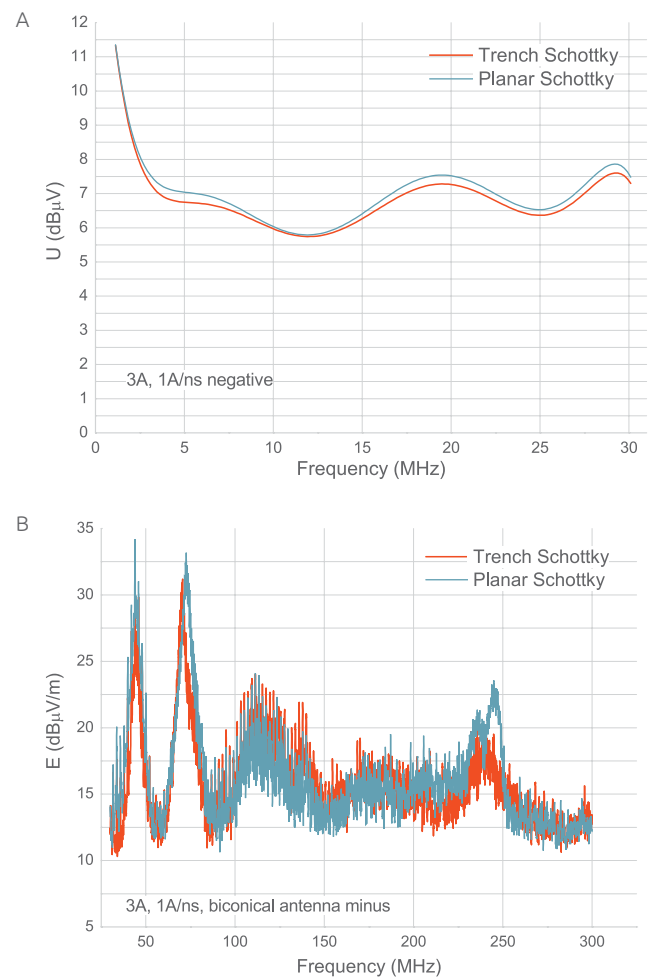 A
12
11
10
9
8
7
6
5
4
3
2
1
0
U (dBµV)
Trench Schottky
Planar Schottky
3A, 1A/ns negative
0 5 10 15 20 25 30
Frequency (MHz)
B
35
30
25
20
15
10
5
E (dBµV/m)
Trench Schottky
Planar Schottky
3A, 1A/ns, biconical antenna minus
50 100 150 200 250 300
Frequency (MHz)